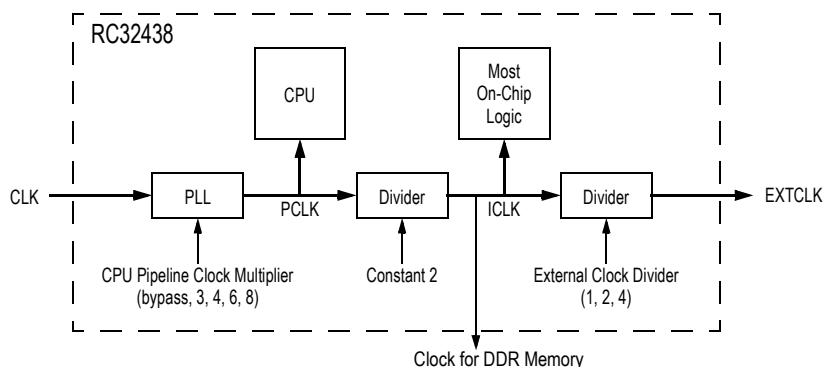 RC32438
CPU
Most
On-Chip
Logic
CLK
PLL
PCLK
Divider
ICLK
Divider
EXTCLK
CPU Pipeline Clock Multiplier
(bypass, 3, 4, 6, 8)
Constant 2
External Clock Divider
(1, 2, 4)
Clock for DDR Memory